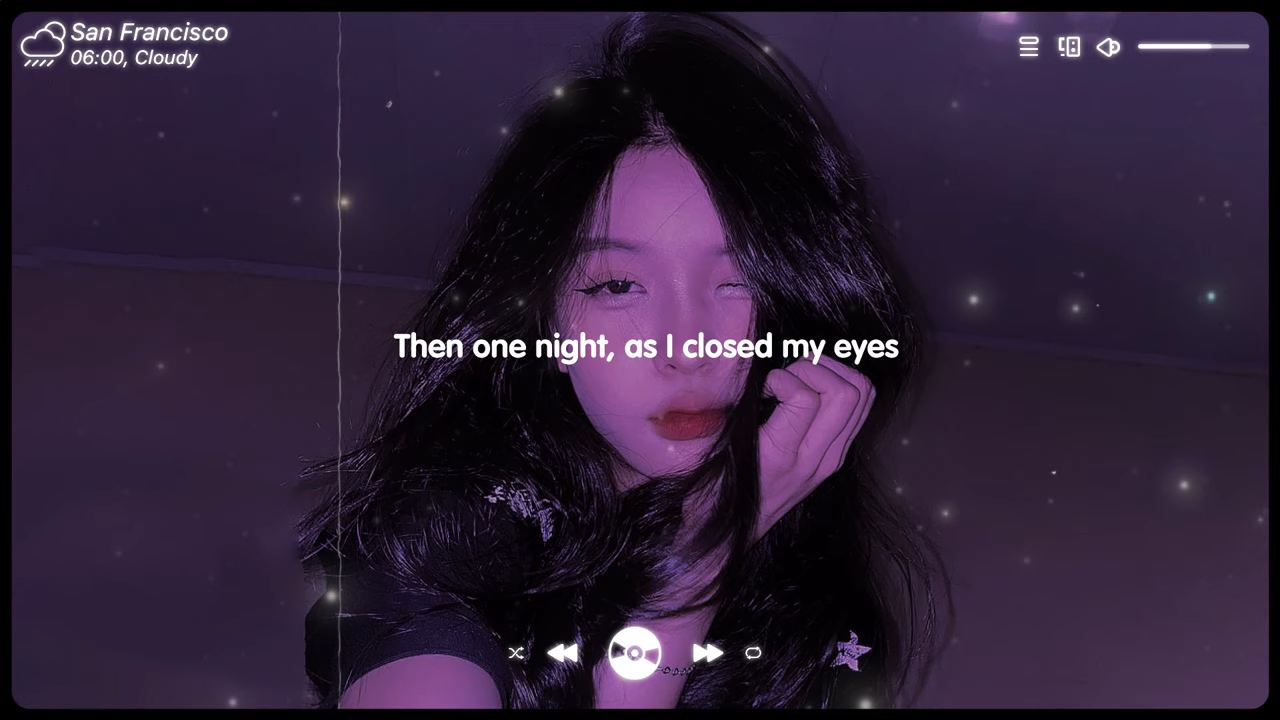 San Francisco
06:00, Cloudy
Then one night, as I closed my eyes